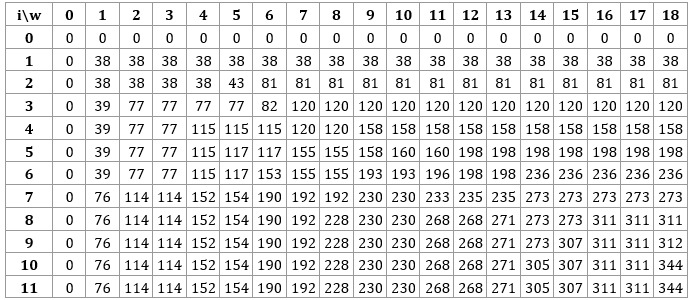 i\w 0 1 2 3 4 5 6 7 8 9 10 11 12 13 14 15 16 17 18
0 0 0 0 0 0 0 0 0 0 0 0 0 0 0 0 0 0 0 0
1 0 38 38 38 38 38 38 38 38 38 38 38 38 38 38 38 38 38 38
2 0 38 38 38 38 43 81 81 81 81 81 81 81 81 81 81 81 81 81
3 0 39 77 77 77 77 82 120 120 120 120 120 120 120 120 120 120 120 120
4 0 39 77 77 115 115 115 120 120 158 158 158 158 158 158 158 158 158 158
5 0 39 77 77 115 117 117 155 155 158 160 160 198 198 198 198 198 198 198
6 0 39 77 77 115 117 153 155 155 193 193 196 198 198 236 236 236 236 236
7 0 76 114 114 152 154 190 192 192 230 230 233 235 235 273 273 273 273 273
8 0 76 114 114 152 154 190 192 228 230 230 268 268 271 273 273 311 311 311
9 0 76 114 114 152 154 190 192 228 230 230 268 268 271 273 307 311 311 312
10 0 76 114 114 152 154 190 192 228 230 230 268 268 271 305 307 311 311 344
11 0 76 114 114 152 154 190 192 228 230 230 268 268 271 305 307 311 311 344